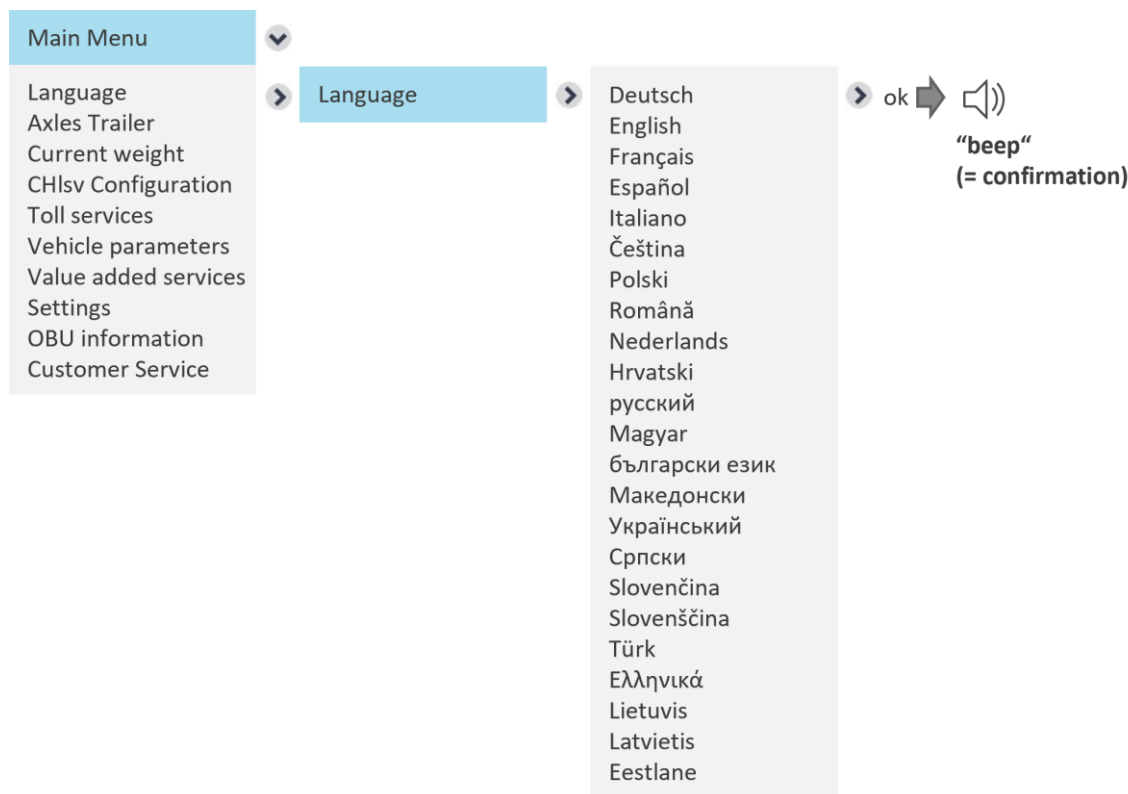 Main Menu
Language
Axles Trailer
Current weight
CHlsv Configuration
Toll services
Vehicle parameters
Value added services
Settings
OBU information
Customer Service
Language
Deutsch
English
Français
Español
Italiano
Čeština
Polski
Română
Nederlands
Hrvatski
русский
Magyar
български език
Македонски
Український
Српски
Slovenčina
Slovenščina
Türk
Ελληνικά
Lietuvis
Latvietis
Eestlane
ok
“beep“
(= confirmation)